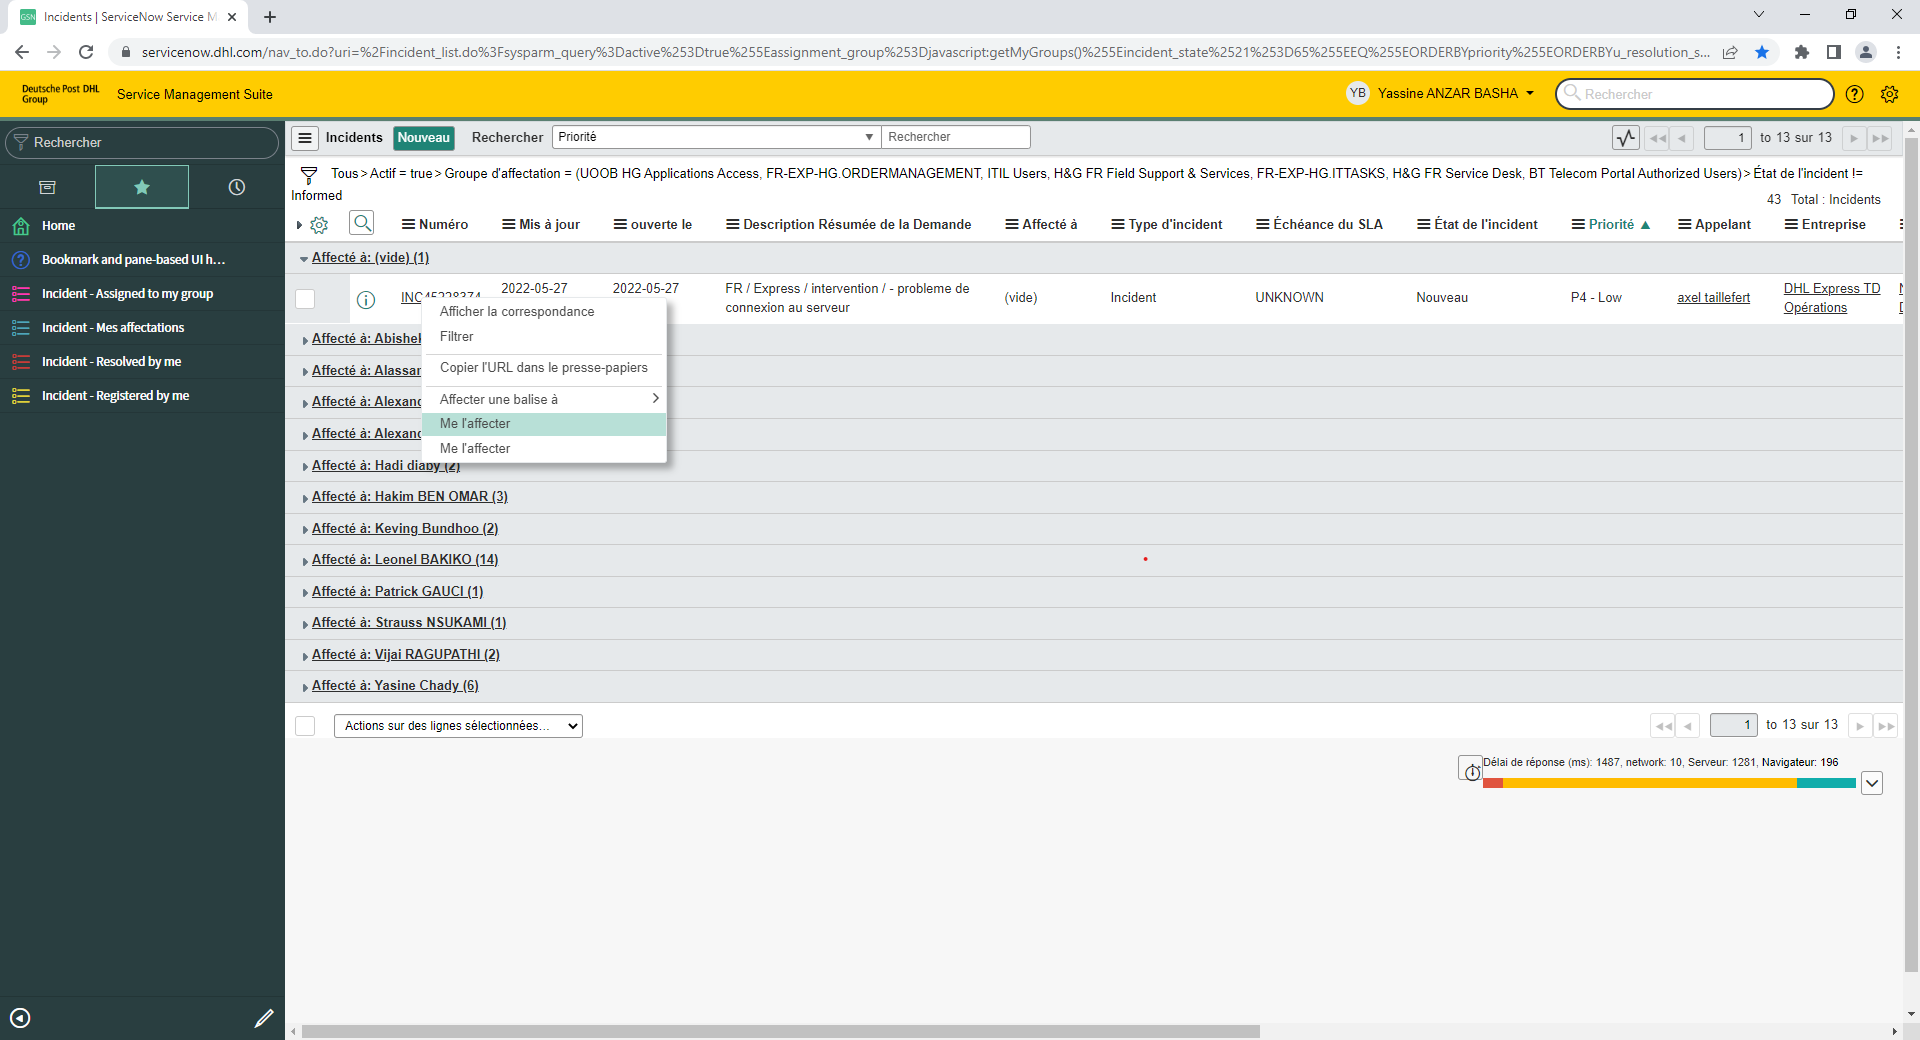 GSN Incidents | ServiceNow Service M
servicenow.dhl.com/nav_to.do?uri=%2Fincident_list.do%3Fsysparm_query%3Dactive%253Dtrue%255Eassignment_group%253Djavascript:getMyGroups()%255Eincident_state%2521%253D65%255EEQ%255EORDERBYpriority%255EORDERBYu_resolution_s...
Deutsche Post DHL
Group
Service Management Suite
YB Yassine ANZAR BASHA
Rechercher
Rechercher
Home
Bookmark and pane-based UI h...
Incident - Assigned to my group
Incident - Mes affectations
Incident - Resolved by me
Incident - Registered by me
Incidents Nouveau Rechercher Priorité Rechercher
1 to 13 sur 13
Tous > Actif = true > Groupe d'affectation = (UOOB HG Applications Access, FR-EXP-HG.ORDERMANAGEMENT, ITIL Users, H&G FR Field Support & Services, FR-EXP-HG.ITTASKS, H&G FR Service Desk, BT Telecom Portal Authorized Users) > État de l'incident !=
Informed
43 Total : Incidents
Numéro Mis à jour ouverte le Description Résumée de la Demande Affecté à Type d'incident Échéance du SLA État de l'incident Priorité Appelant Entreprise
Affecté à: (vide) (1)
INC45228374 2022-05-27 2022-05-27 FR / Express / intervention / - probleme de connexion au serveur (vide) Incident UNKNOWN Nouveau P4 - Low axel taillefert DHL Express TD Opérations
Afficher la correspondance
Filtrer
Copier l'URL dans le presse-papiers
Affecter une balise à
Me l'affecter
Me l'affecter
Affecté à: Abishek
Affecté à: Alassan
Affecté à: Alexand
Affecté à: Alexand
Affecté à: Hadi diaby (2)
Affecté à: Hakim BEN OMAR (3)
Affecté à: Keving Bundhoo (2)
Affecté à: Leonel BAKIKO (14)
Affecté à: Patrick GAUCI (1)
Affecté à: Strauss NSUKAMI (1)
Affecté à: Vijai RAGUPATHI (2)
Affecté à: Yasine Chady (6)
Actions sur des lignes sélectionnées...
1 to 13 sur 13
Délai de réponse (ms): 1487, network: 10, Serveur: 1281, Navigateur: 196